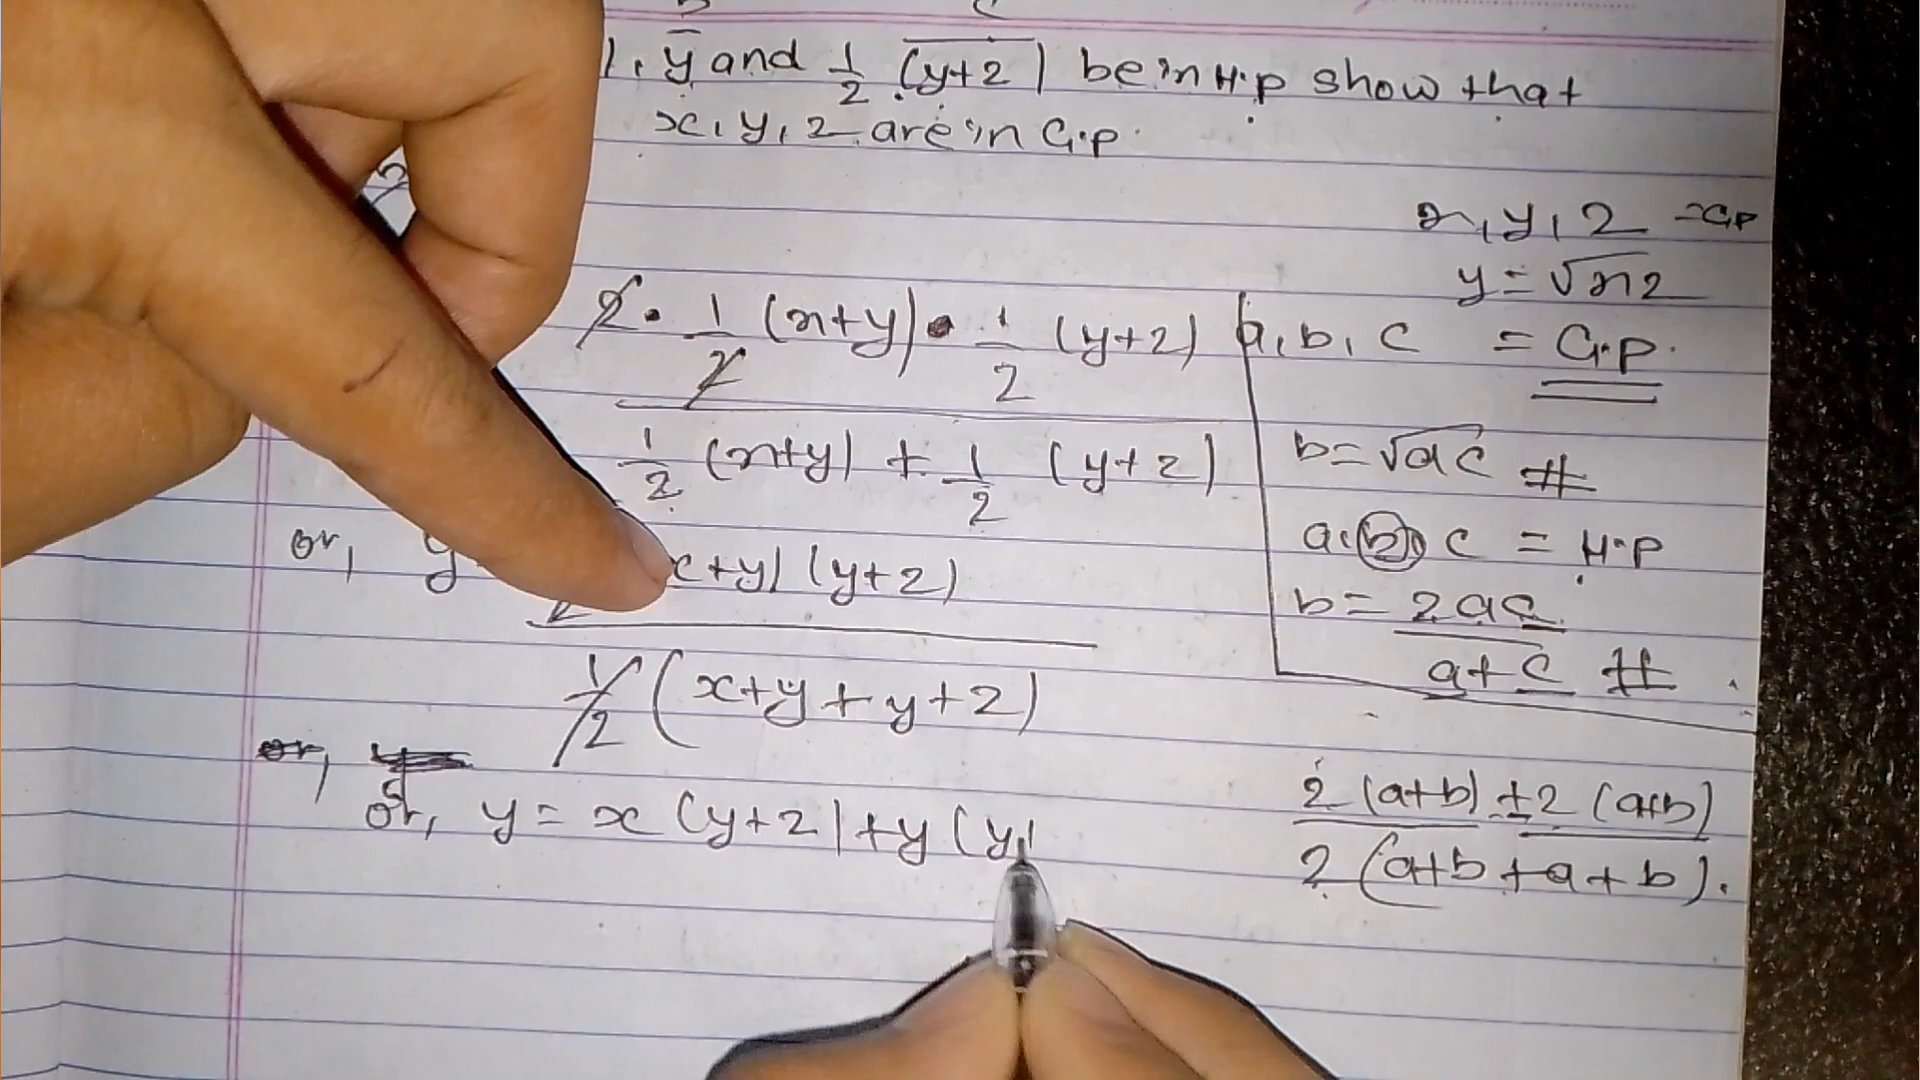 ), y and 1/2 (y+z) be in H.p show that
x, y, z are in G.p.
x, y, z = G.P
y = √xz
2 · 1/2 (x+y) · 1/2 (y+z)
1/2 (x+y) + 1/2 (y+z)
a, b, c = G.p.
b = √ac #
a, b, c = H.p
b = 2ac
a+c #
or, y
x+y) (y+z)
1/2 (x+y+y+z)
or, y = x (y+z) + y (y
2 (a+b) + 2 (a+b)
2 (a+b+a+b).